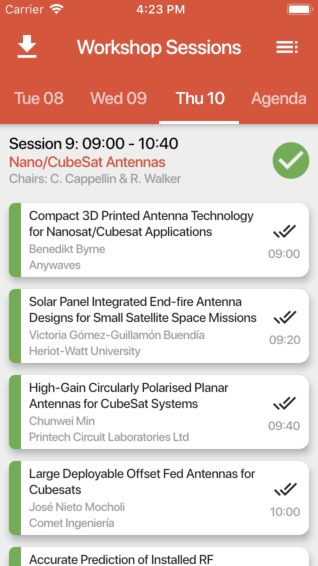 Carrier 4:23 PM
Workshop Sessions
Tue 08 Wed 09 Thu 10 Agenda
Session 9: 09:00 - 10:40
Nano/CubeSat Antennas
Chairs: C. Cappellin & R. Walker
Compact 3D Printed Antenna Technology
for Nanosat/Cubesat Applications
Benedikt Byrne
Anywaves
09:00
Solar Panel Integrated End-fire Antenna
Designs for Small Satellite Space Missions
Victoria Gómez-Guillamón Buendía
Heriot-Watt University
09:20
High-Gain Circularly Polarised Planar
Antennas for CubeSat Systems
Chunwei Min
Printech Circuit Laboratories Ltd
09:40
Large Deployable Offset Fed Antennas for
Cubesats
José Nieto Mocholi
Comet Ingeniería
10:00
Accurate Prediction of Installed RF